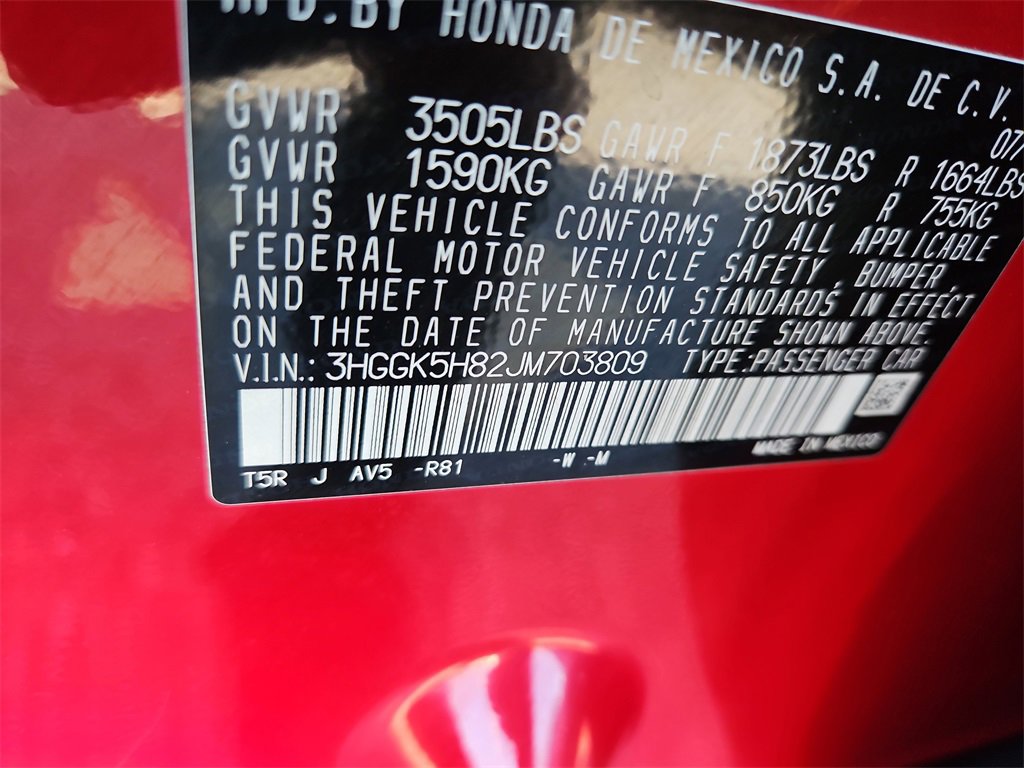 MFD.BY HONDA DE MEXICO S.A. DE C.V.
GVWR 3505LBS GAWR F 1873LBS R 1664LBS
GVWR 1590KG GAWR F 850KG R 755KG
THIS VEHICLE CONFORMS TO ALL APPLICABLE
FEDERAL MOTOR VEHICLE SAFETY, BUMPER,
AND THEFT PREVENTION STANDARDS IN EFFECT
ON THE DATE OF MANUFACTURE SHOWN ABOVE.
V.I.N.: 3HGGK5H82JM703809 TYPE:PASSENGER CAR
MADE IN MEXICO
T5R J AV5 -R81 -W -M